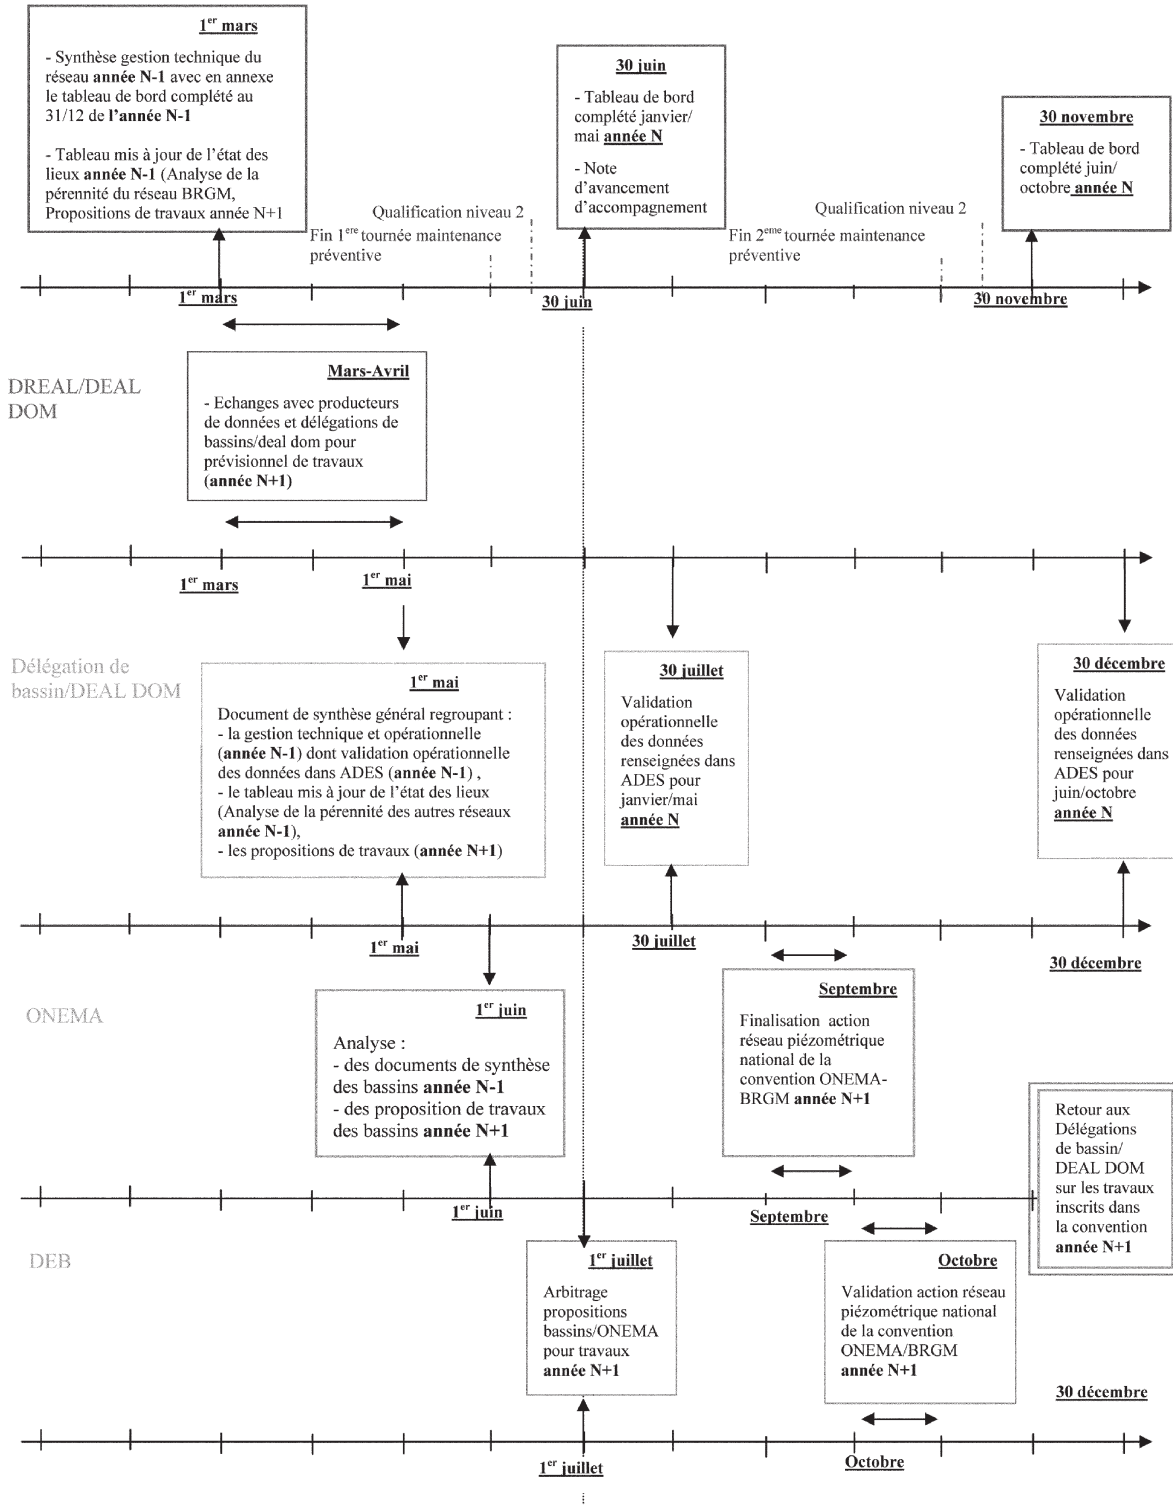 1er mars
- Synthèse gestion technique du
réseau année N-1 avec en annexe
le tableau de bord complété au
31/12 de l'année N-1
- Tableau mis à jour de l'état des
lieux année N-1 (Analyse de la
pérennité du réseau BRGM,
Propositions de travaux année N+1
30 juin
- Tableau de bord
complété janvier/
mai année N
- Note
d'avancement
d'accompagnement
30 novembre
- Tableau de bord
complété juin/
octobre année N
Qualification niveau 2
Fin 1ere tournée maintenance
préventive
Qualification niveau 2
Fin 2eme tournée maintenance
préventive
1er mars
30 juin
30 novembre
DREAL/DEAL
DOM
Mars-Avril
- Echanges avec producteurs
de données et délégations de
bassins/deal dom pour
prévisionnel de travaux
(année N+1)
1er mars
1er mai
Délégation de
bassin/DEAL DOM
1er mai
Document de synthèse général regroupant :
- la gestion technique et opérationnelle
(année N-1) dont validation opérationnelle
des données dans ADES (année N-1) ,
- le tableau mis à jour de l'état des lieux
(Analyse de la pérennité des autres réseaux
année N-1),
- les propositions de travaux (année N+1)
30 juillet
Validation
opérationnelle
des données
renseignées dans
ADES pour
janvier/mai
année N
30 décembre
Validation
opérationnelle
des données
renseignées dans
ADES pour
juin/octobre
année N
1er mai
30 juillet
30 décembre
ONEMA
1er juin
Analyse :
- des documents de synthèse
des bassins année N-1
- des proposition de travaux
des bassins année N+1
Septembre
Finalisation action
réseau piézométrique
national de la
convention ONEMA-
BRGM année N+1
Retour aux
Délégations
de bassin/
DEAL DOM
sur les travaux
inscrits dans
la convention
année N+1
1er juin
Septembre
DEB
1er juillet
Arbitrage
propositions
bassins/ONEMA
pour travaux
année N+1
Octobre
Validation action réseau
piézométrique national
de la convention
ONEMA/BRGM
année N+1
30 décembre
1er juillet
Octobre